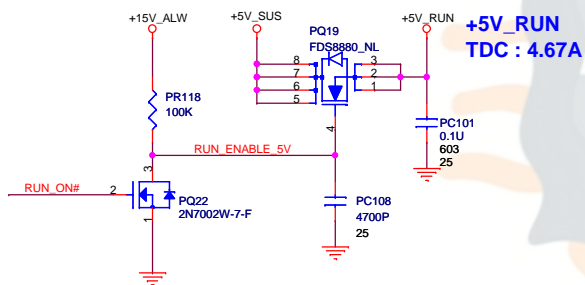 +15V_ALW
+5V_SUS
+5V_RUN
+5V_RUN
TDC : 4.67A
PQ19
FDS8880_NL
8
7
6
5
3
2
1
4
PR118
100K
PC101
0.1U
603
25
RUN_ENABLE_5V
3
RUN_ON#
2
PQ22
2N7002W-7-F
1
PC108
4700P
25